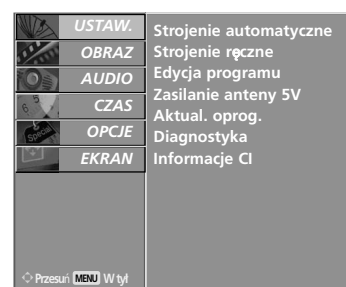 USTAW.
OBRAZ
AUDIO
CZAS
OPCJE
EKRAN
Strojenie automatyczne
Strojenie ręczne
Edycja programu
Zasilanie anteny 5V
Aktual. oprog.
Diagnostyka
Informacje CI
Special
Przesuń MENU W tył